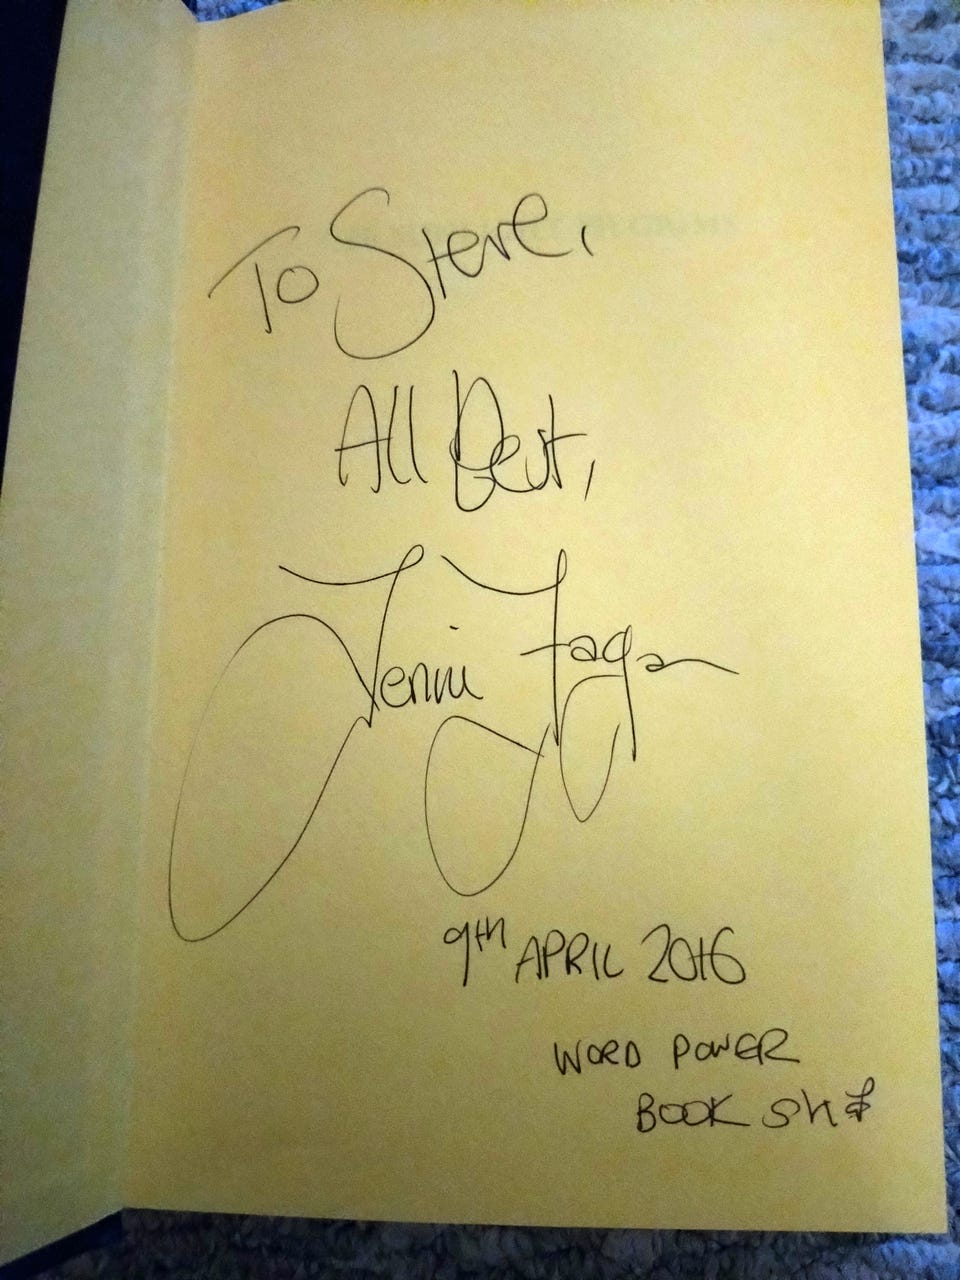 To Steve,
All Best,
Jenni Fagan
9th APRIL 2016
WORD POWER
BOOK shop